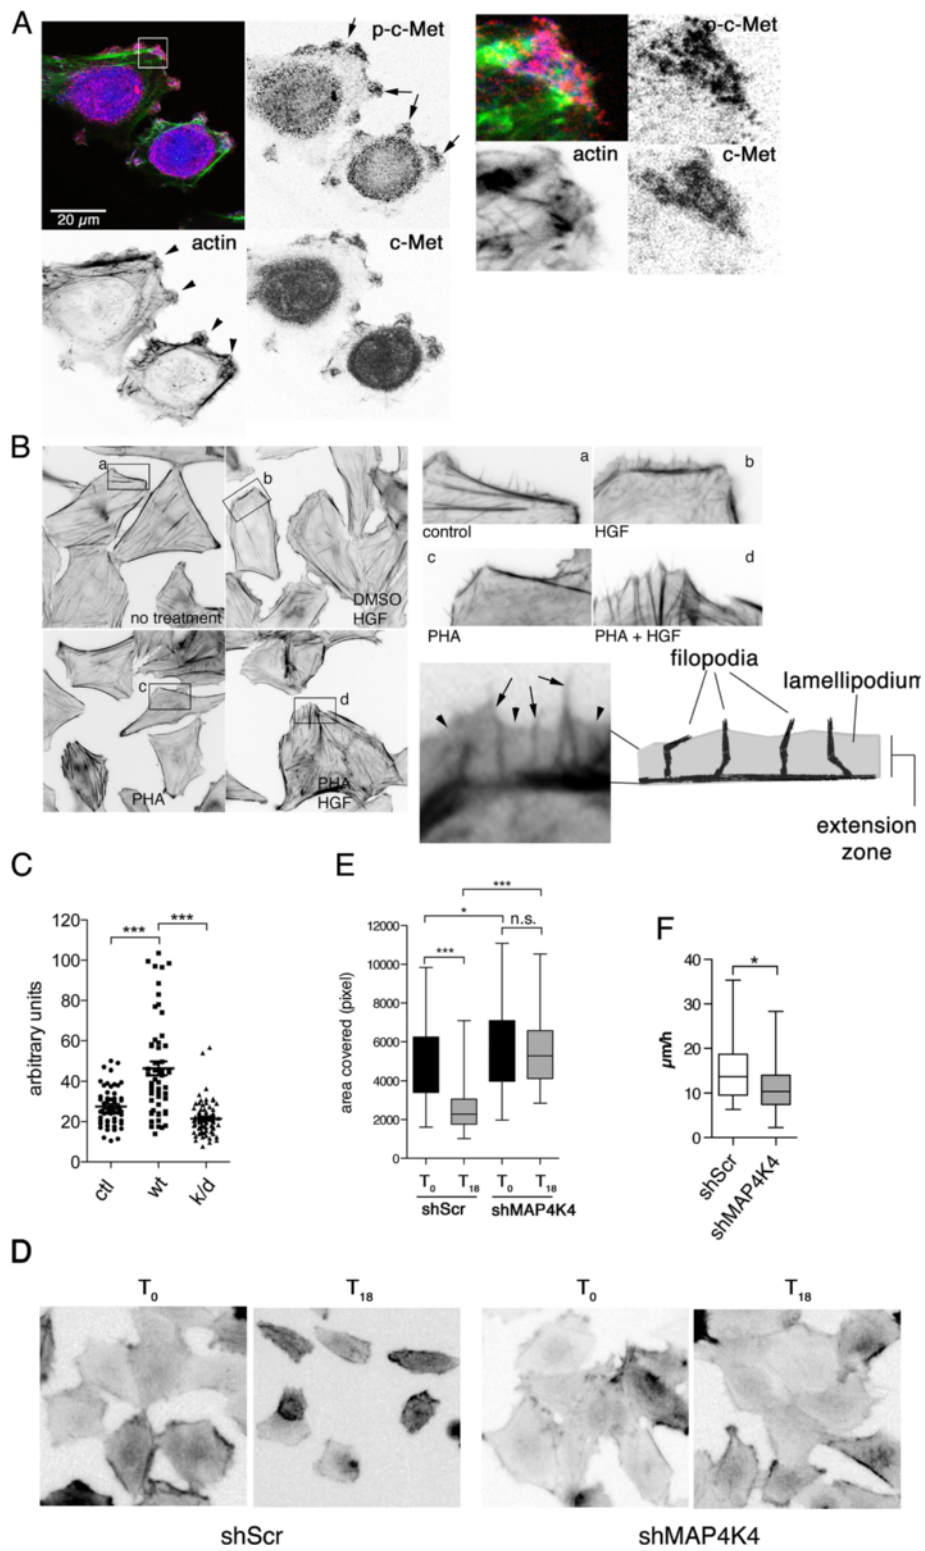 A
p-c-Met
20 µm
actin
c-Met
p-c-Met
actin
c-Met
B
a
b
no treatment
DMSO
HGF
c
d
PHA
PHA
HGF
a
control
b
HGF
c
PHA
d
PHA + HGF
filopodia
lamellipodium
extension
zone
C
arbitrary units
120
100
80
60
40
20
0
***
***
ctl
wt
k/d
E
area covered (pixel)
12000
10000
8000
6000
4000
2000
0
***
*
n.s.
***
T0 T18 T0 T18
shScr shMAP4K4
F
µm/h
40
30
20
10
0
*
shScr
shMAP4K4
D
T0 T18 T0 T18
shScr shMAP4K4